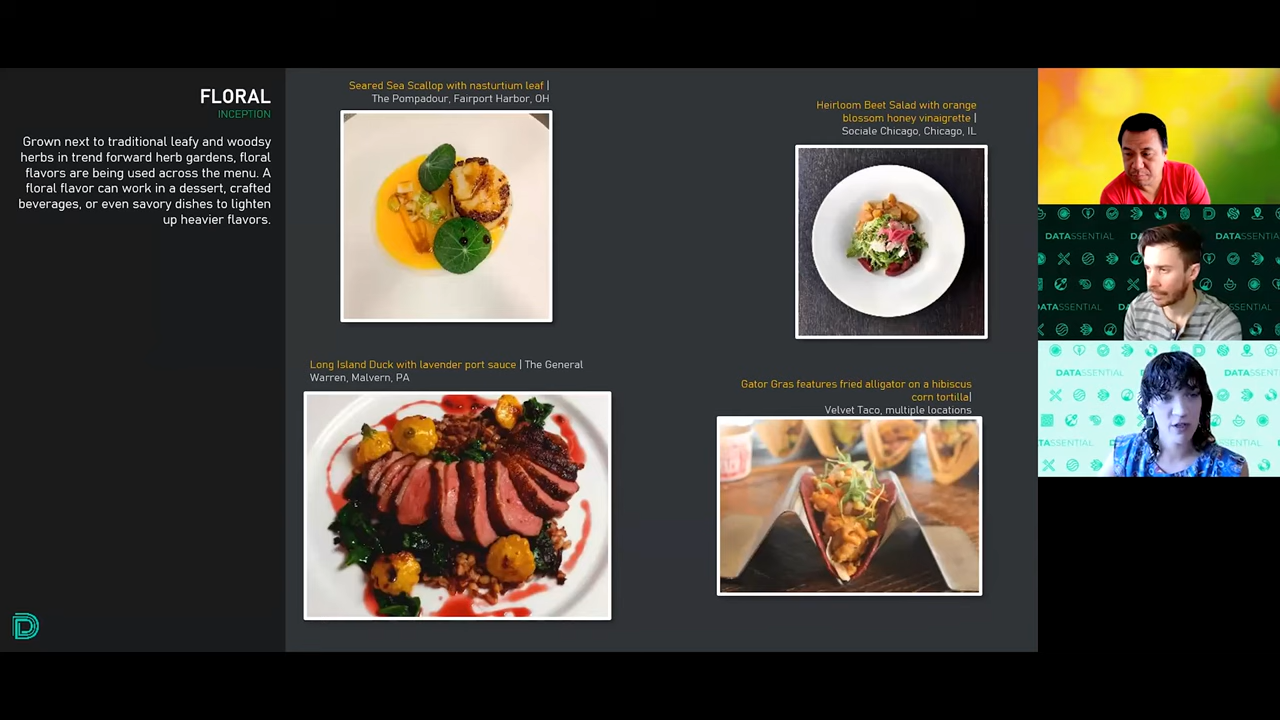 FLORAL
INCEPTION
Grown next to traditional leafy and woodsy
herbs in trend forward herb gardens, floral
flavors are being used across the menu. A
floral flavor can work in a dessert, crafted
beverages, or even savory dishes to lighten
up heavier flavors.
Seared Sea Scallop with nasturtium leaf |
The Pompadour, Fairport Harbor, OH
Heirloom Beet Salad with orange
blossom honey vinaigrette |
Sociale Chicago, Chicago, IL
Long Island Duck with lavender port sauce | The General
Warren, Malvern, PA
Gator Gras features fried alligator on a hibiscus
corn tortilla|
Velvet Taco, multiple locations
DATASSENTIAL
DATASSENTIAL
DATASSENTIAL
DATASSENTIAL
DATASSENTIAL
DATASSENTIAL